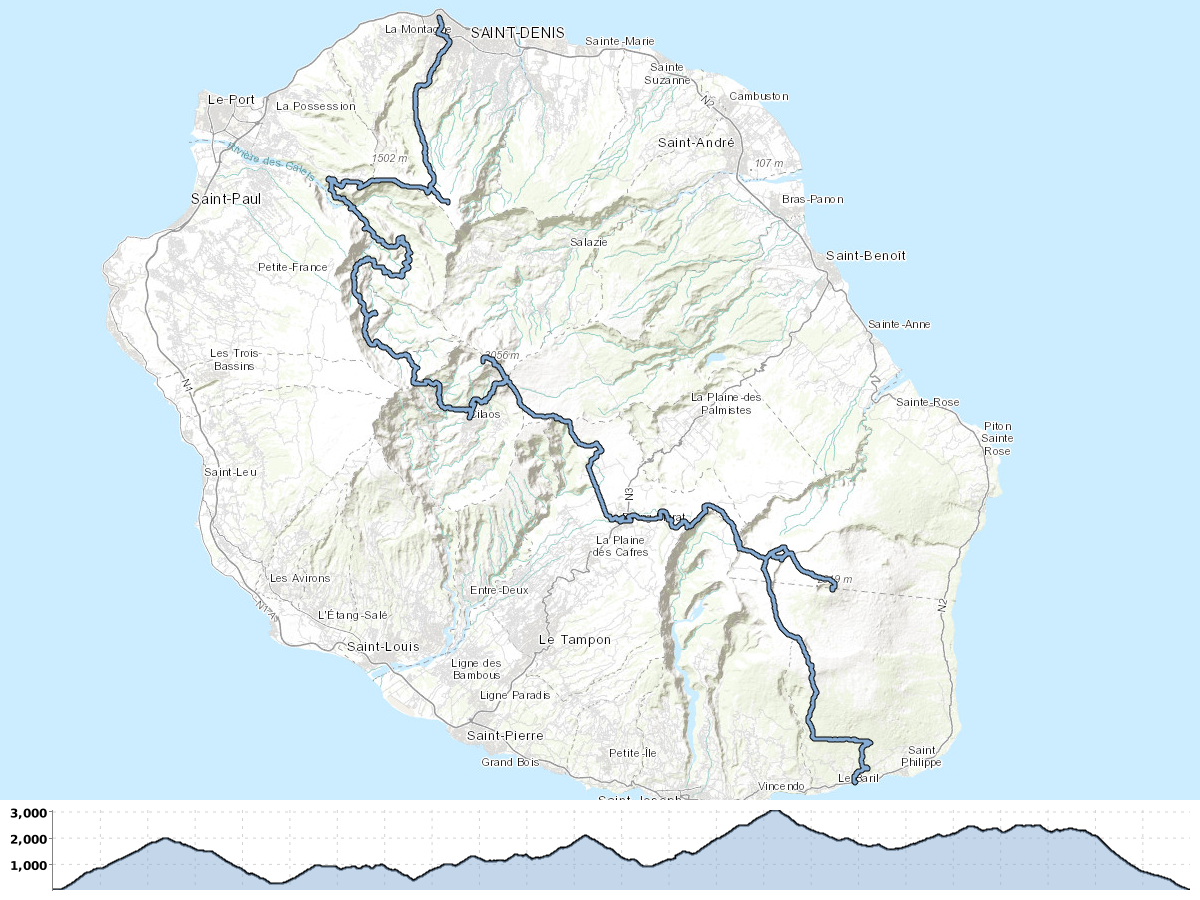 La Montagne
SAINT-DENIS
Sainte-Marie
Sainte
Suzanne
Le Port
La Possession
N2
Cambuston
Rivière des Galets
1502 m
Saint-André
107 m
Saint-Paul
Bras-Panon
Salazie
Petite-France
Saint-Benoît
Sainte-Anne
Les Trois
Bassins
N1
La Plaine-des
Palmistes
Sainte-Rose
Cilaos
Piton
Sainte
Rose
Saint-Leu
N3
La Plaine
des Cafres
Les Avirons
Entre-Deux
N1A
L'Étang-Salé
N2
Saint-Louis
Le Tampon
Ligne des
Bambous
Ligne Paradis
Saint-Pierre
Petite-Île
Grand Bois
Saint
Philippe
Vincendo
Le Baril
Saint-Joseph
3,000
2,000
1,000